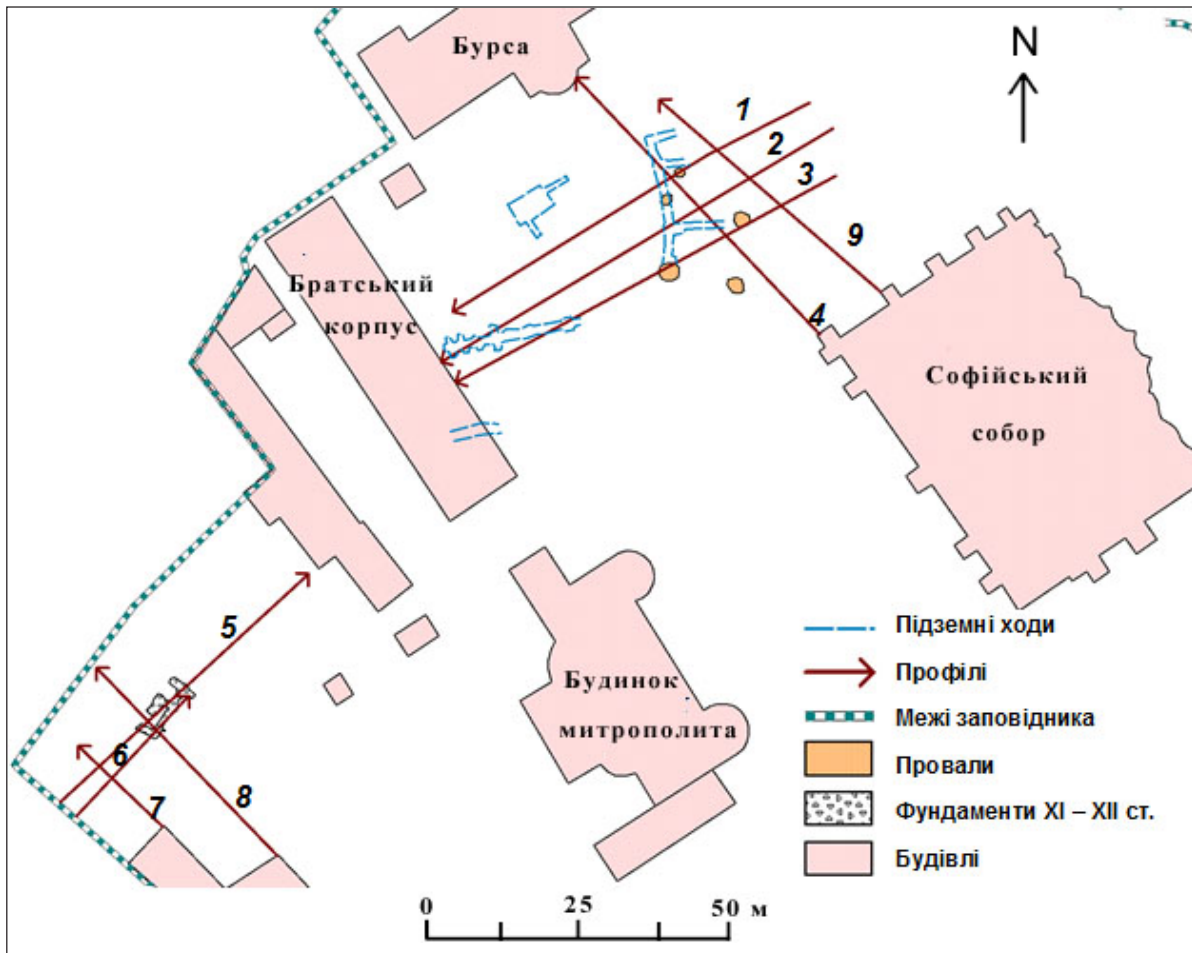 Бурса
N
1
2
3
9
4
Братський
корпус
Софійський
собор
5
6
7
8
Будинок
митрополита
Підземні ходи
Профілі
Межі заповідника
Провали
Фундаменти XI – XII ст.
Будівлі
0 25 50 м